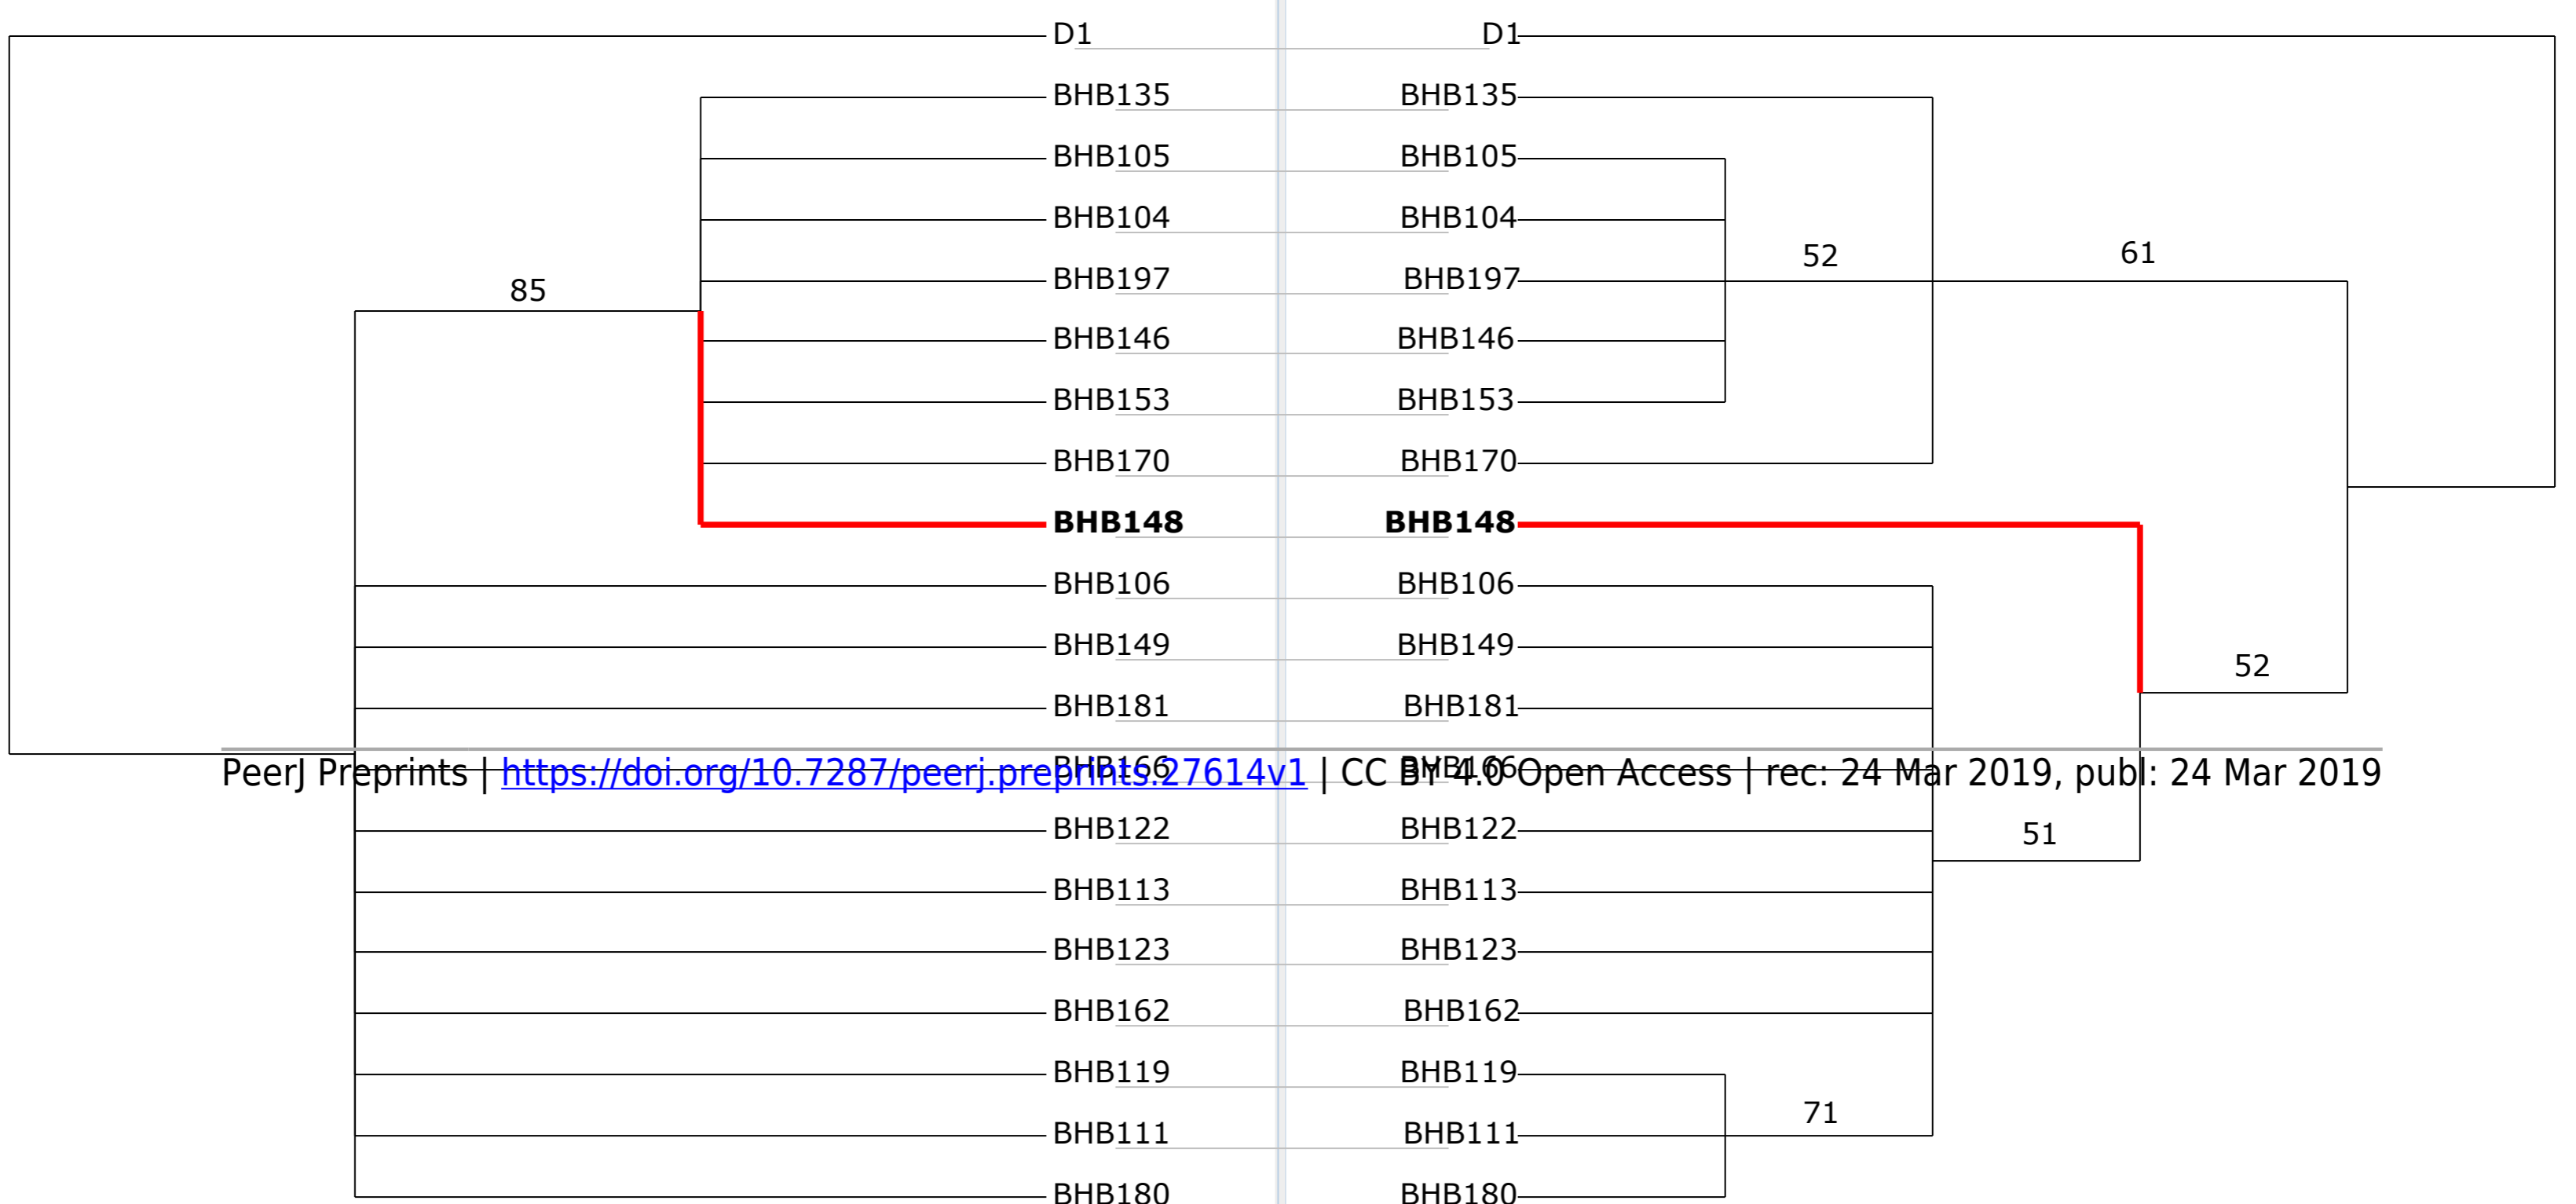 D1 D1
BHB135 BHB135
BHB105 BHB105
BHB104 BHB104
52 61
BHB197 BHB197
85
BHB146 BHB146
BHB153 BHB153
BHB170 BHB170
BHB148 BHB148
BHB106 BHB106
BHB149 BHB149
52
BHB181 BHB181
BHB166 BHB166
PeerJ Preprints | https://doi.org/10.7287/peerj.preprints.27614v1 | CC BY 4.0 Open Access | rec: 24 Mar 2019, publ: 24 Mar 2019
BHB122 BHB122
51
BHB113 BHB113
BHB123 BHB123
BHB162 BHB162
BHB119 BHB119
71
BHB111 BHB111
BHB180 BHB180